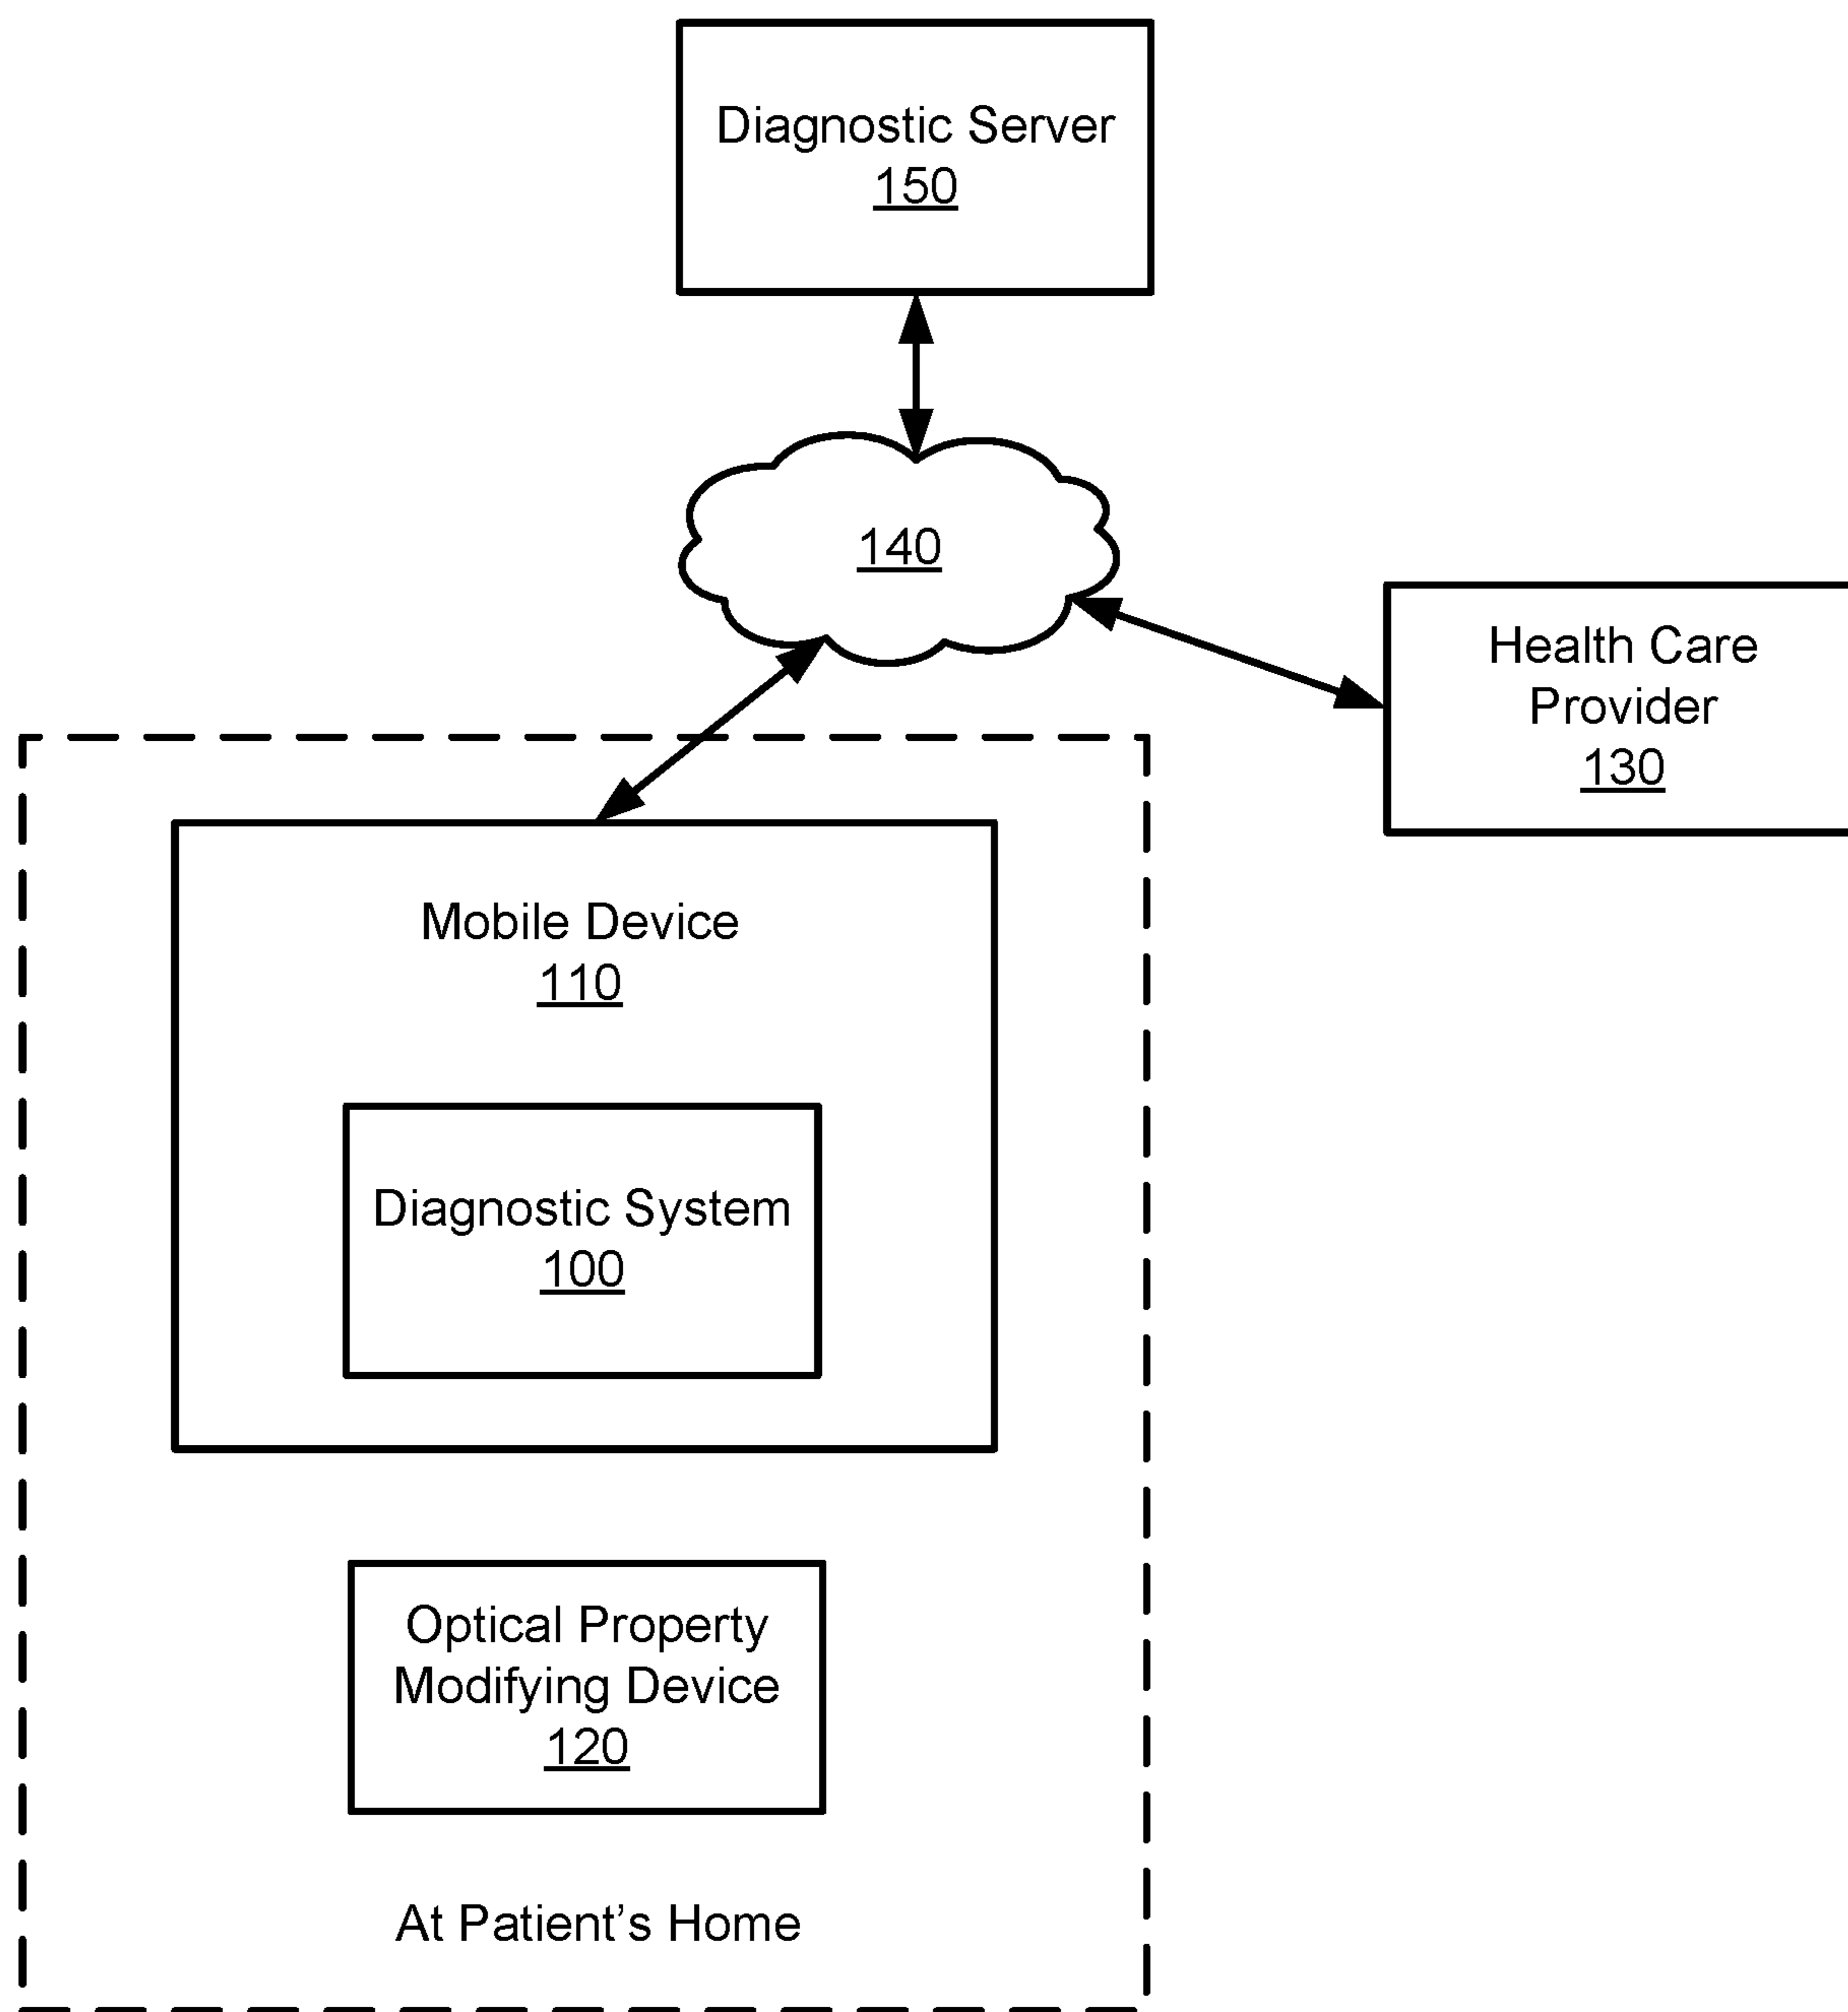 Diagnostic Server
150
140
Health Care
Provider
130
Mobile Device
110
Diagnostic System
100
Optical Property
Modifying Device
120
At Patient's Home